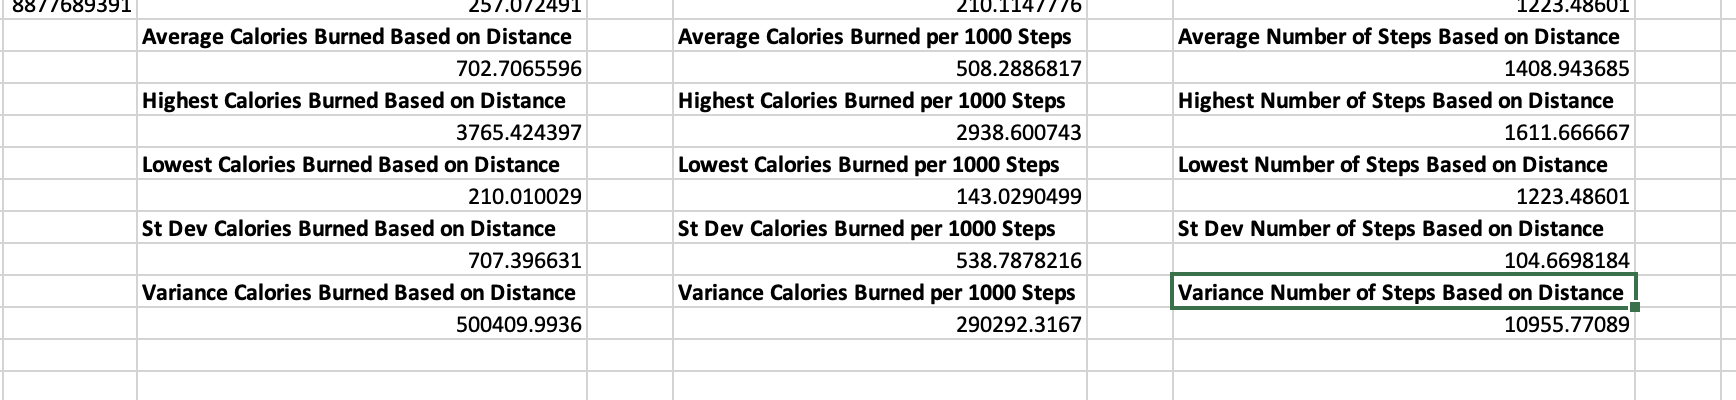 8877689391 257.072491 210.1147776 1223.48601
Average Calories Burned Based on Distance Average Calories Burned per 1000 Steps Average Number of Steps Based on Distance
702.7065596 508.2886817 1408.943685
Highest Calories Burned Based on Distance Highest Calories Burned per 1000 Steps Highest Number of Steps Based on Distance
3765.424397 2938.600743 1611.666667
Lowest Calories Burned Based on Distance Lowest Calories Burned per 1000 Steps Lowest Number of Steps Based on Distance
210.010029 143.0290499 1223.48601
St Dev Calories Burned Based on Distance St Dev Calories Burned per 1000 Steps St Dev Number of Steps Based on Distance
707.396631 538.7878216 104.6698184
Variance Calories Burned Based on Distance Variance Calories Burned per 1000 Steps Variance Number of Steps Based on Distance
500409.9936 290292.3167 10955.77089